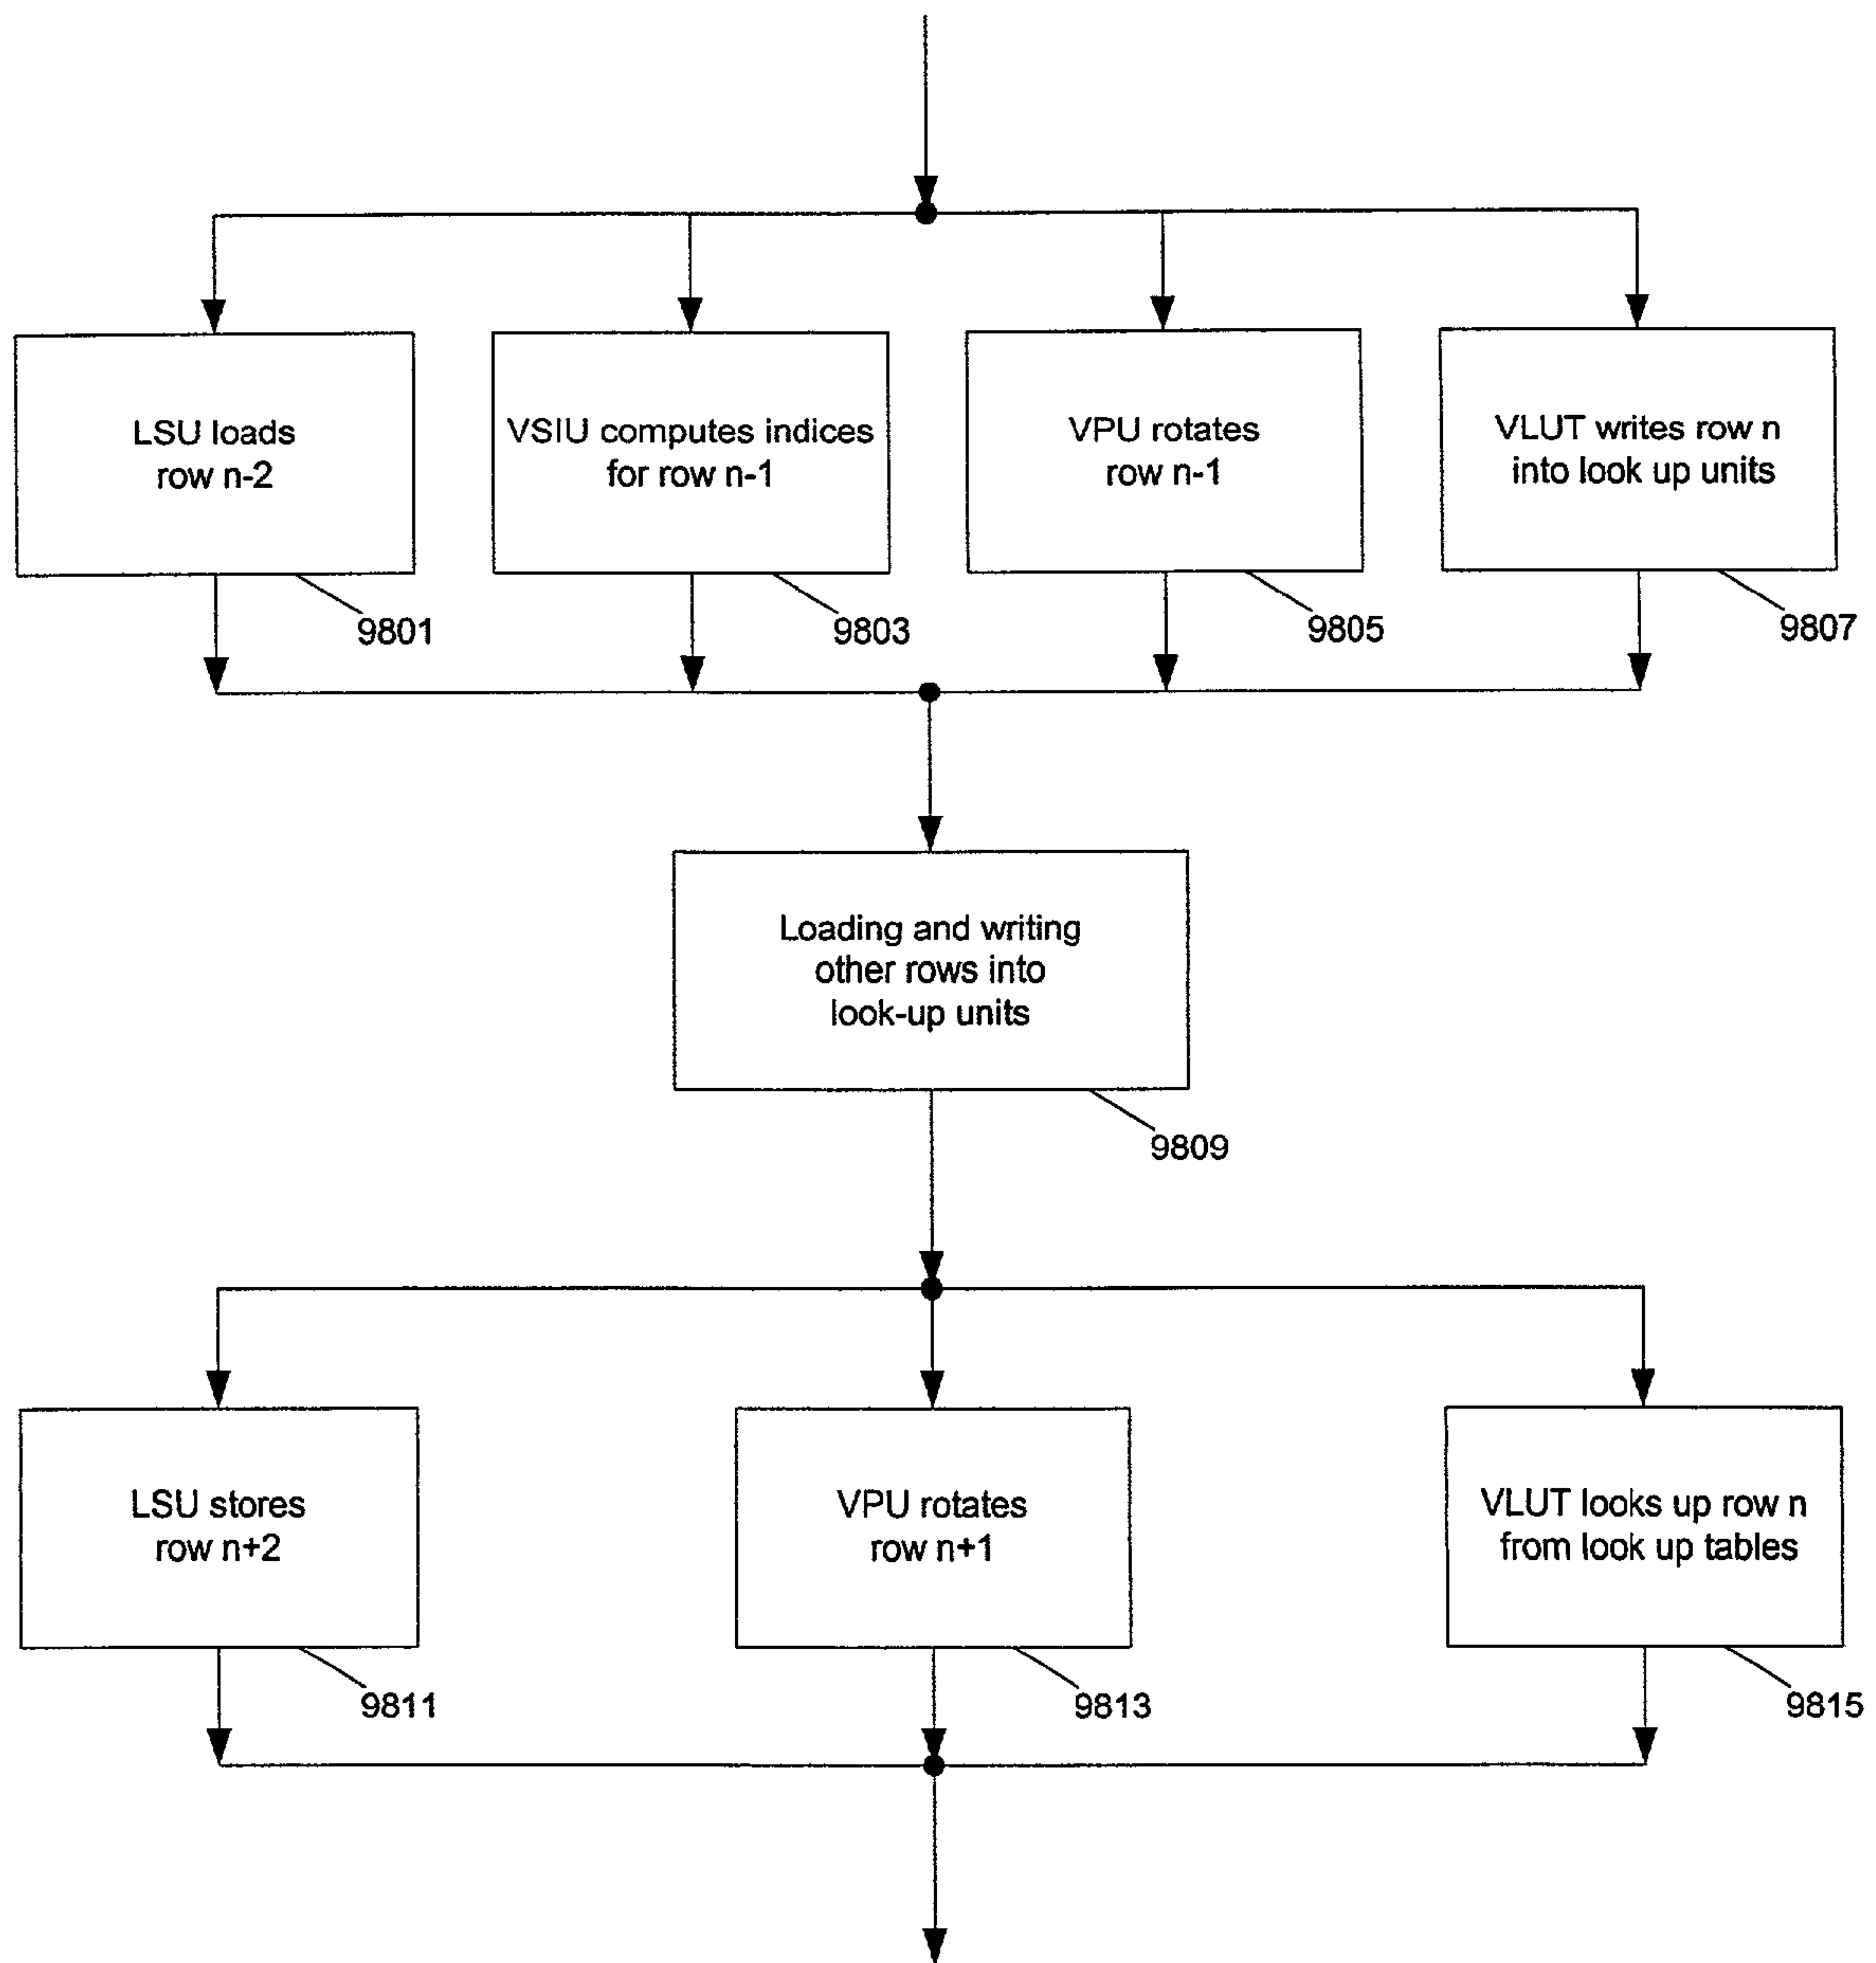 LSU loads
row n-2
VSIU computes indices
for row n-1
VPU rotates
row n-1
VLUT writes row n
into look up units
9801
9803
9805
9807
Loading and writing
other rows into
look-up units
9809
LSU stores
row n+2
VPU rotates
row n+1
VLUT looks up row n
from look up tables
9811
9813
9815